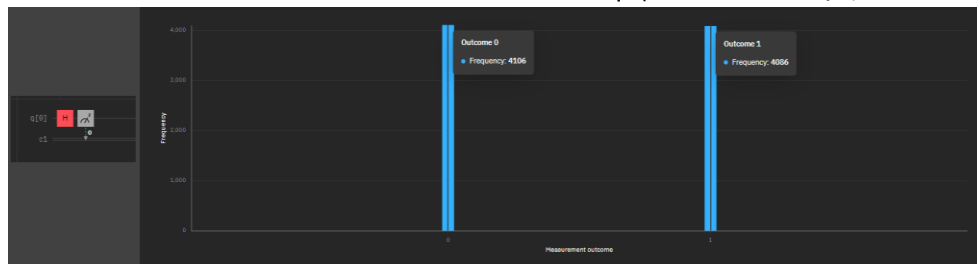 q[0] H
0
c1
4,000
3,000
2,000
1,000
0
Frequency
Outcome 0
Frequency: 4106
Outcome 1
Frequency: 4086
0
1
Measurement outcome